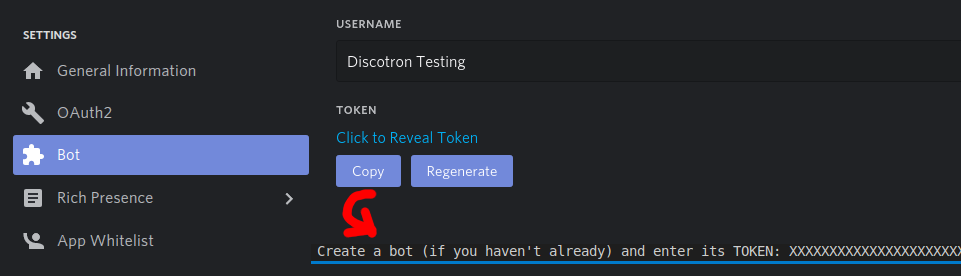 SETTINGS
General Information
OAuth2
Bot
Rich Presence
App Whitelist
USERNAME
Discotron Testing
TOKEN
Click to Reveal Token
Copy Regenerate
Create a bot (if you haven't already) and enter its TOKEN: XXXXXXXXXXXXXXXXXXXXXX